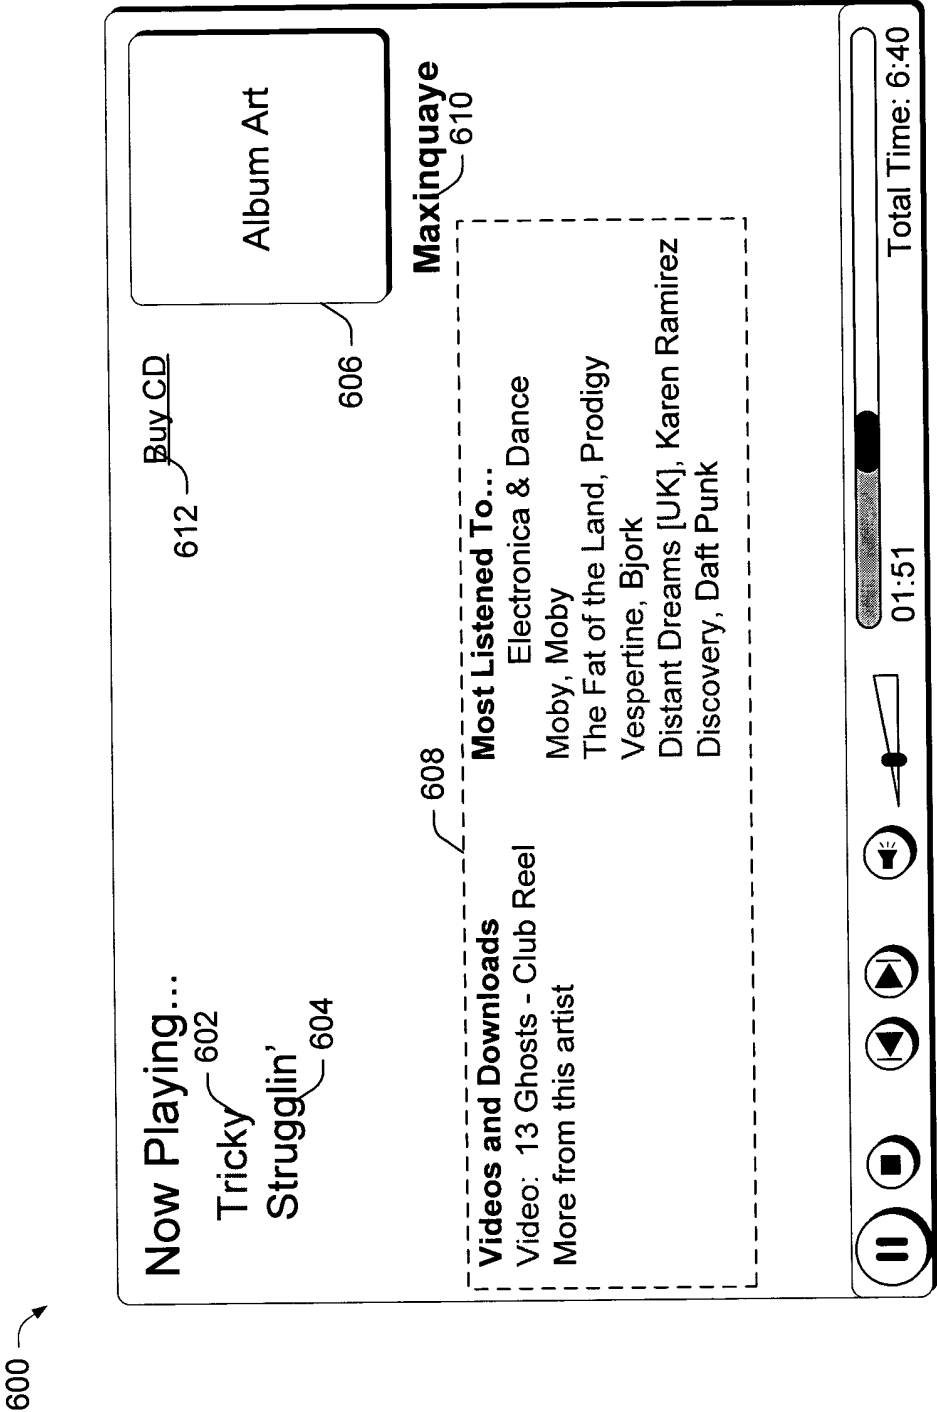 600
Now Playing...
602
Tricky
Strugglin'
604
612
Buy CD
606
Album Art
Maxinquaye
610
608
Videos and Downloads
Video: 13 Ghosts - Club Reel
More from this artist
Most Listened To...
Electronica & Dance
Moby, Moby
The Fat of the Land, Prodigy
Vespertine, Bjork
Distant Dreams [UK], Karen Ramirez
Discovery, Daft Punk
01:51
Total Time: 6:40